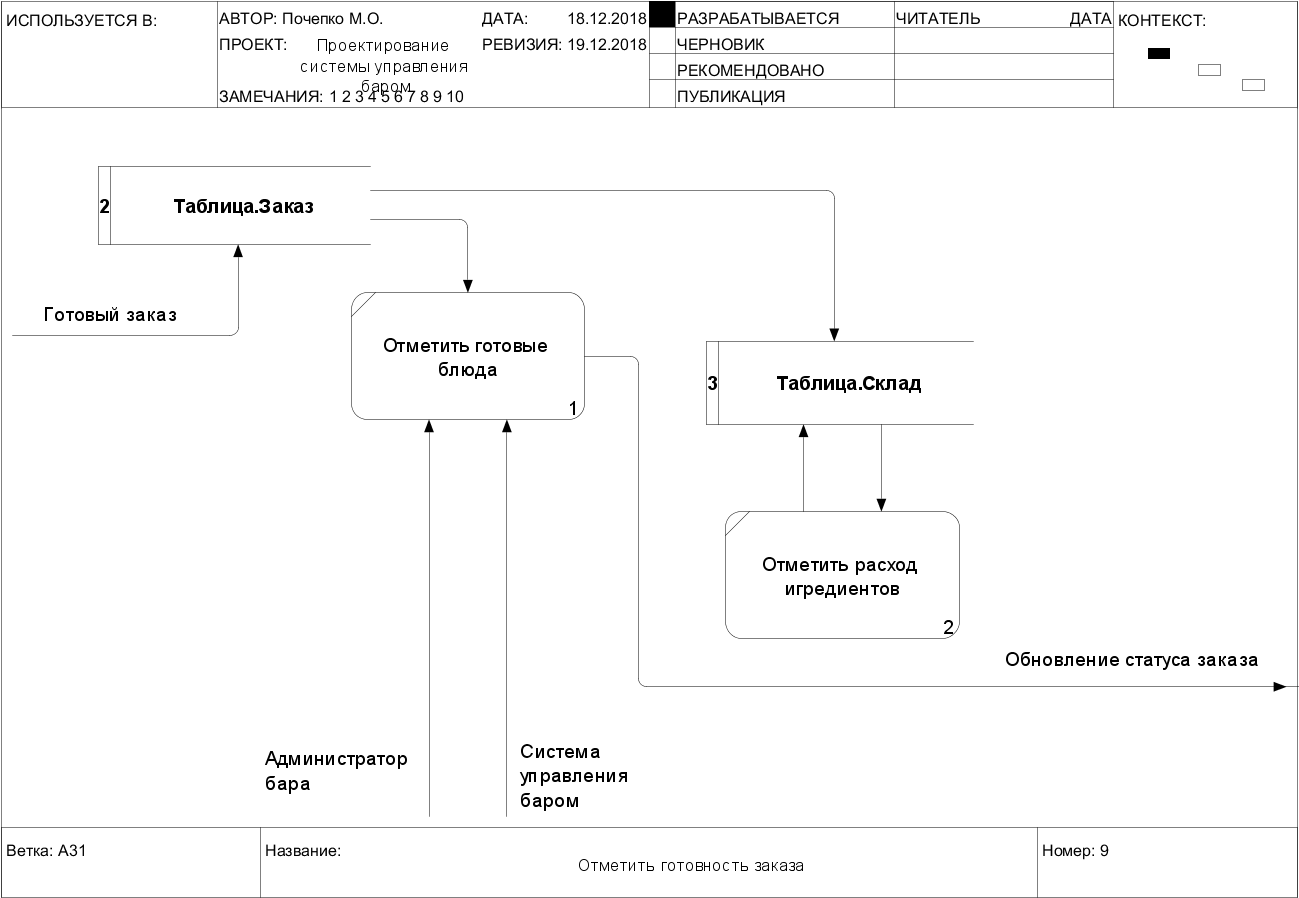 ИСПОЛЬЗУЕТСЯ В:
АВТОР: Почепко М.О.
ДАТА: 18.12.2018
ПРОЕКТ: Проектирование
системы управления
баром
РЕВИЗИЯ: 19.12.2018
ЗАМЕЧАНИЯ: 1 2 3 4 5 6 7 8 9 10
РАЗРАБАТЫВАЕТСЯ
ЧЕРНОВИК
РЕКОМЕНДОВАНО
ПУБЛИКАЦИЯ
ЧИТАТЕЛЬ ДАТА
КОНТЕКСТ:
2 Таблица.Заказ
Готовый заказ
Отметить готовые
блюда
1
3 Таблица.Склад
Отметить расход
игредиентов
2
Обновление статуса заказа
Администратор
бара
Система
управления
баром
Ветка: A31
Название:
Отметить готовность заказа
Номер: 9